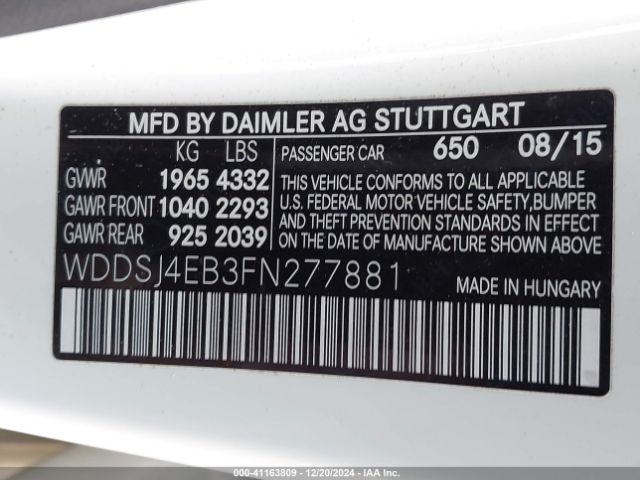 MFD BY DAIMLER AG STUTTGART
KG LBS
GVWR 1965 4332
GAWR FRONT 1040 2293
GAWR REAR 925 2039
PASSENGER CAR 650 08/15
THIS VEHICLE CONFORMS TO ALL APPLICABLE
U.S. FEDERAL MOTOR VEHICLE SAFETY, BUMPER
AND THEFT PREVENTION STANDARDS IN EFFECT
ON THE DATE OF MANUFACTURE SHOWN ABOVE.
WDDSJ4EB3FN277881
MADE IN HUNGARY
000-41163809 - 12/20/2024 - IAA Inc.